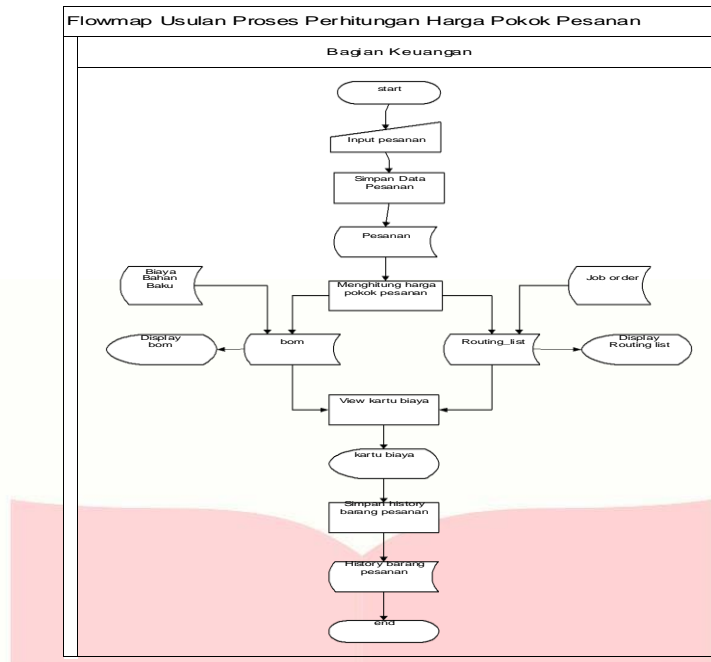 Flowmap Usulan Proses Perhitungan Harga Pokok Pesanan
Bagian Keuangan
start
Input pesanan
Simpan Data
Pesanan
Pesanan
Biaya
Bahan
Baku
Menghitung harga
pokok pesanan
Job order
Display
bom
bom
Routing_list
Display
Routing list
View kartu biaya
kartu biaya
Simpan history
barang pesanan
History barang
pesanan
end